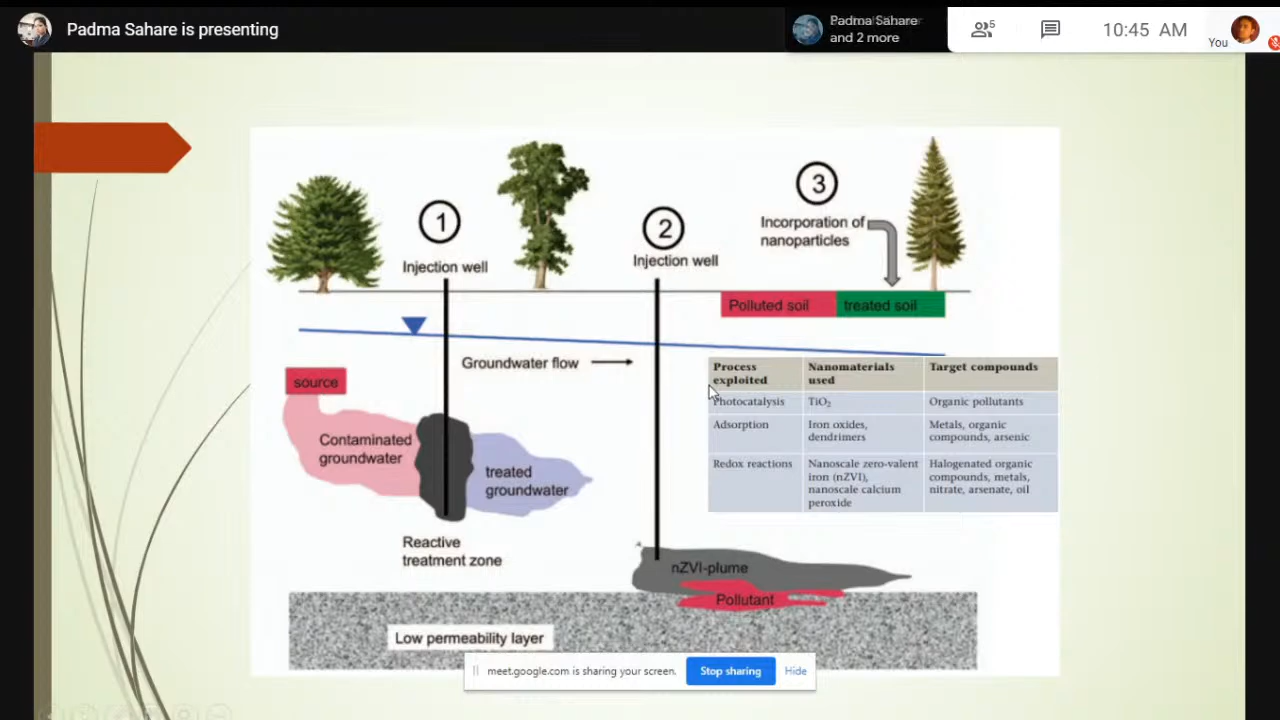 Padma Sahare is presenting
Padma Sahare
and 2 more
5
10:45 AM
You
1
Injection well
2
Injection well
3
Incorporation of
nanoparticles
Polluted soil
treated soil
Groundwater flow
source
Contaminated
groundwater
treated
groundwater
Reactive
treatment zone
Process exploited
Nanomaterials used
Target compounds
Photocatalysis
TiO₂
Organic pollutants
Adsorption
Iron oxides,
dendrimers
Metals, organic
compounds, arsenic
Redox reactions
Nanoscale zero-valent
iron (nZVI),
nanoscale calcium
peroxide
Halogenated organic
compounds, metals,
nitrate, arsenate, oil
nZVI-plume
Pollutant
Low permeability layer
meet.google.com is sharing your screen.
Stop sharing
Hide